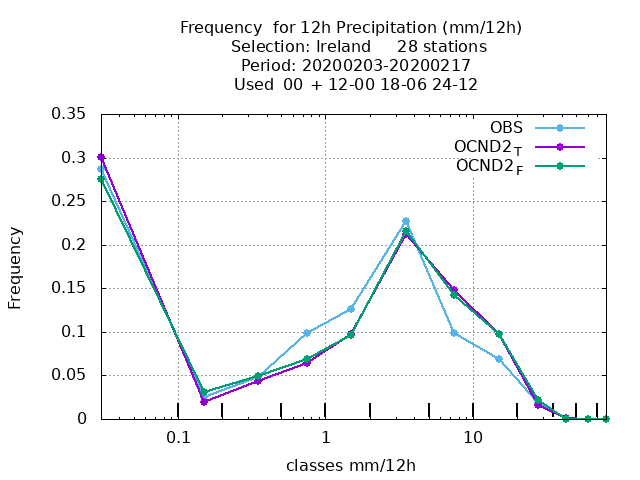 Frequency  for 12h Precipitation (mm/12h)
Selection: Ireland     28 stations
Period: 20200203-20200217
Used  00  + 12-00 18-06 24-12
OBS
OCND2_T
OCND2_F
Frequency
0.35
0.3
0.25
0.2
0.15
0.1
0.05
0
0.1
1
10
classes mm/12h